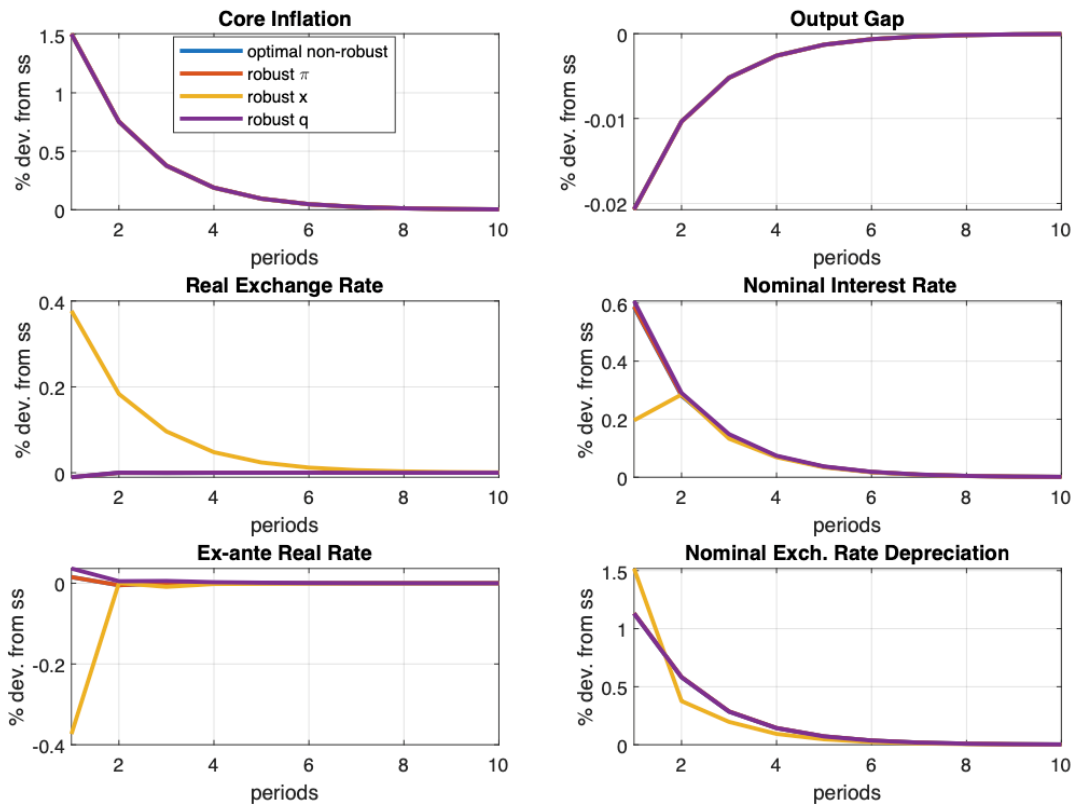 Core Inflation
1.5
1
0.5
0
% dev. from ss
optimal non-robust
robust π
robust x
robust q
2 4 6 8 10
periods
Output Gap
0
-0.01
-0.02
% dev. from ss
2 4 6 8 10
periods
Real Exchange Rate
0.4
0.2
0
% dev. from ss
2 4 6 8 10
periods
Nominal Interest Rate
0.6
0.4
0.2
0
% dev. from ss
2 4 6 8 10
periods
Ex-ante Real Rate
0
-0.2
-0.4
% dev. from ss
2 4 6 8 10
periods
Nominal Exch. Rate Depreciation
1.5
1
0.5
0
% dev. from ss
2 4 6 8 10
periods